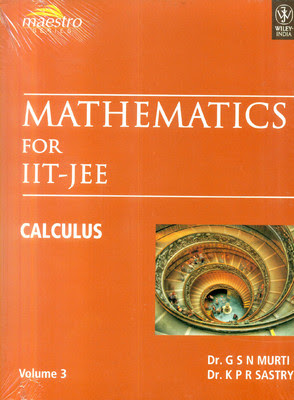 maestro
SERIES
WILEY-
INDIA
MATHEMATICS
FOR
IIT-JEE
CALCULUS
Dr. G S N MURTI
Dr. K P R SASTRY
Volume 3